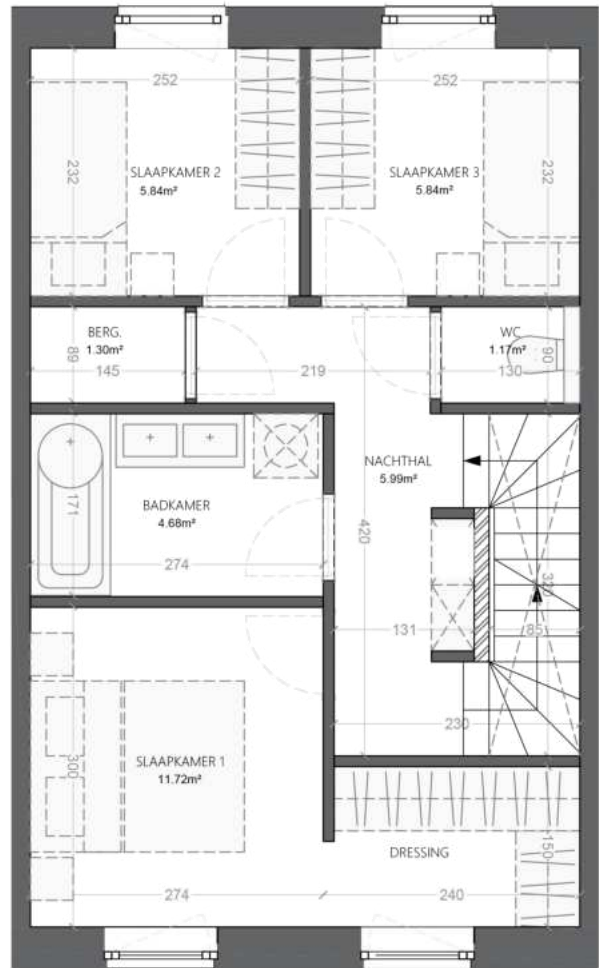 252
252
232
232
SLAAPKAMER 2
5.84m²
SLAAPKAMER 3
5.84m²
BERG.
1.30m²
89
145
219
WC
1.17m²
90
130
NACHTHAL
5.99m²
171
BADKAMER
4.68m²
274
420
320
131
85
230
SLAAPKAMER 1
11.72m²
300
DRESSING
150
274
240